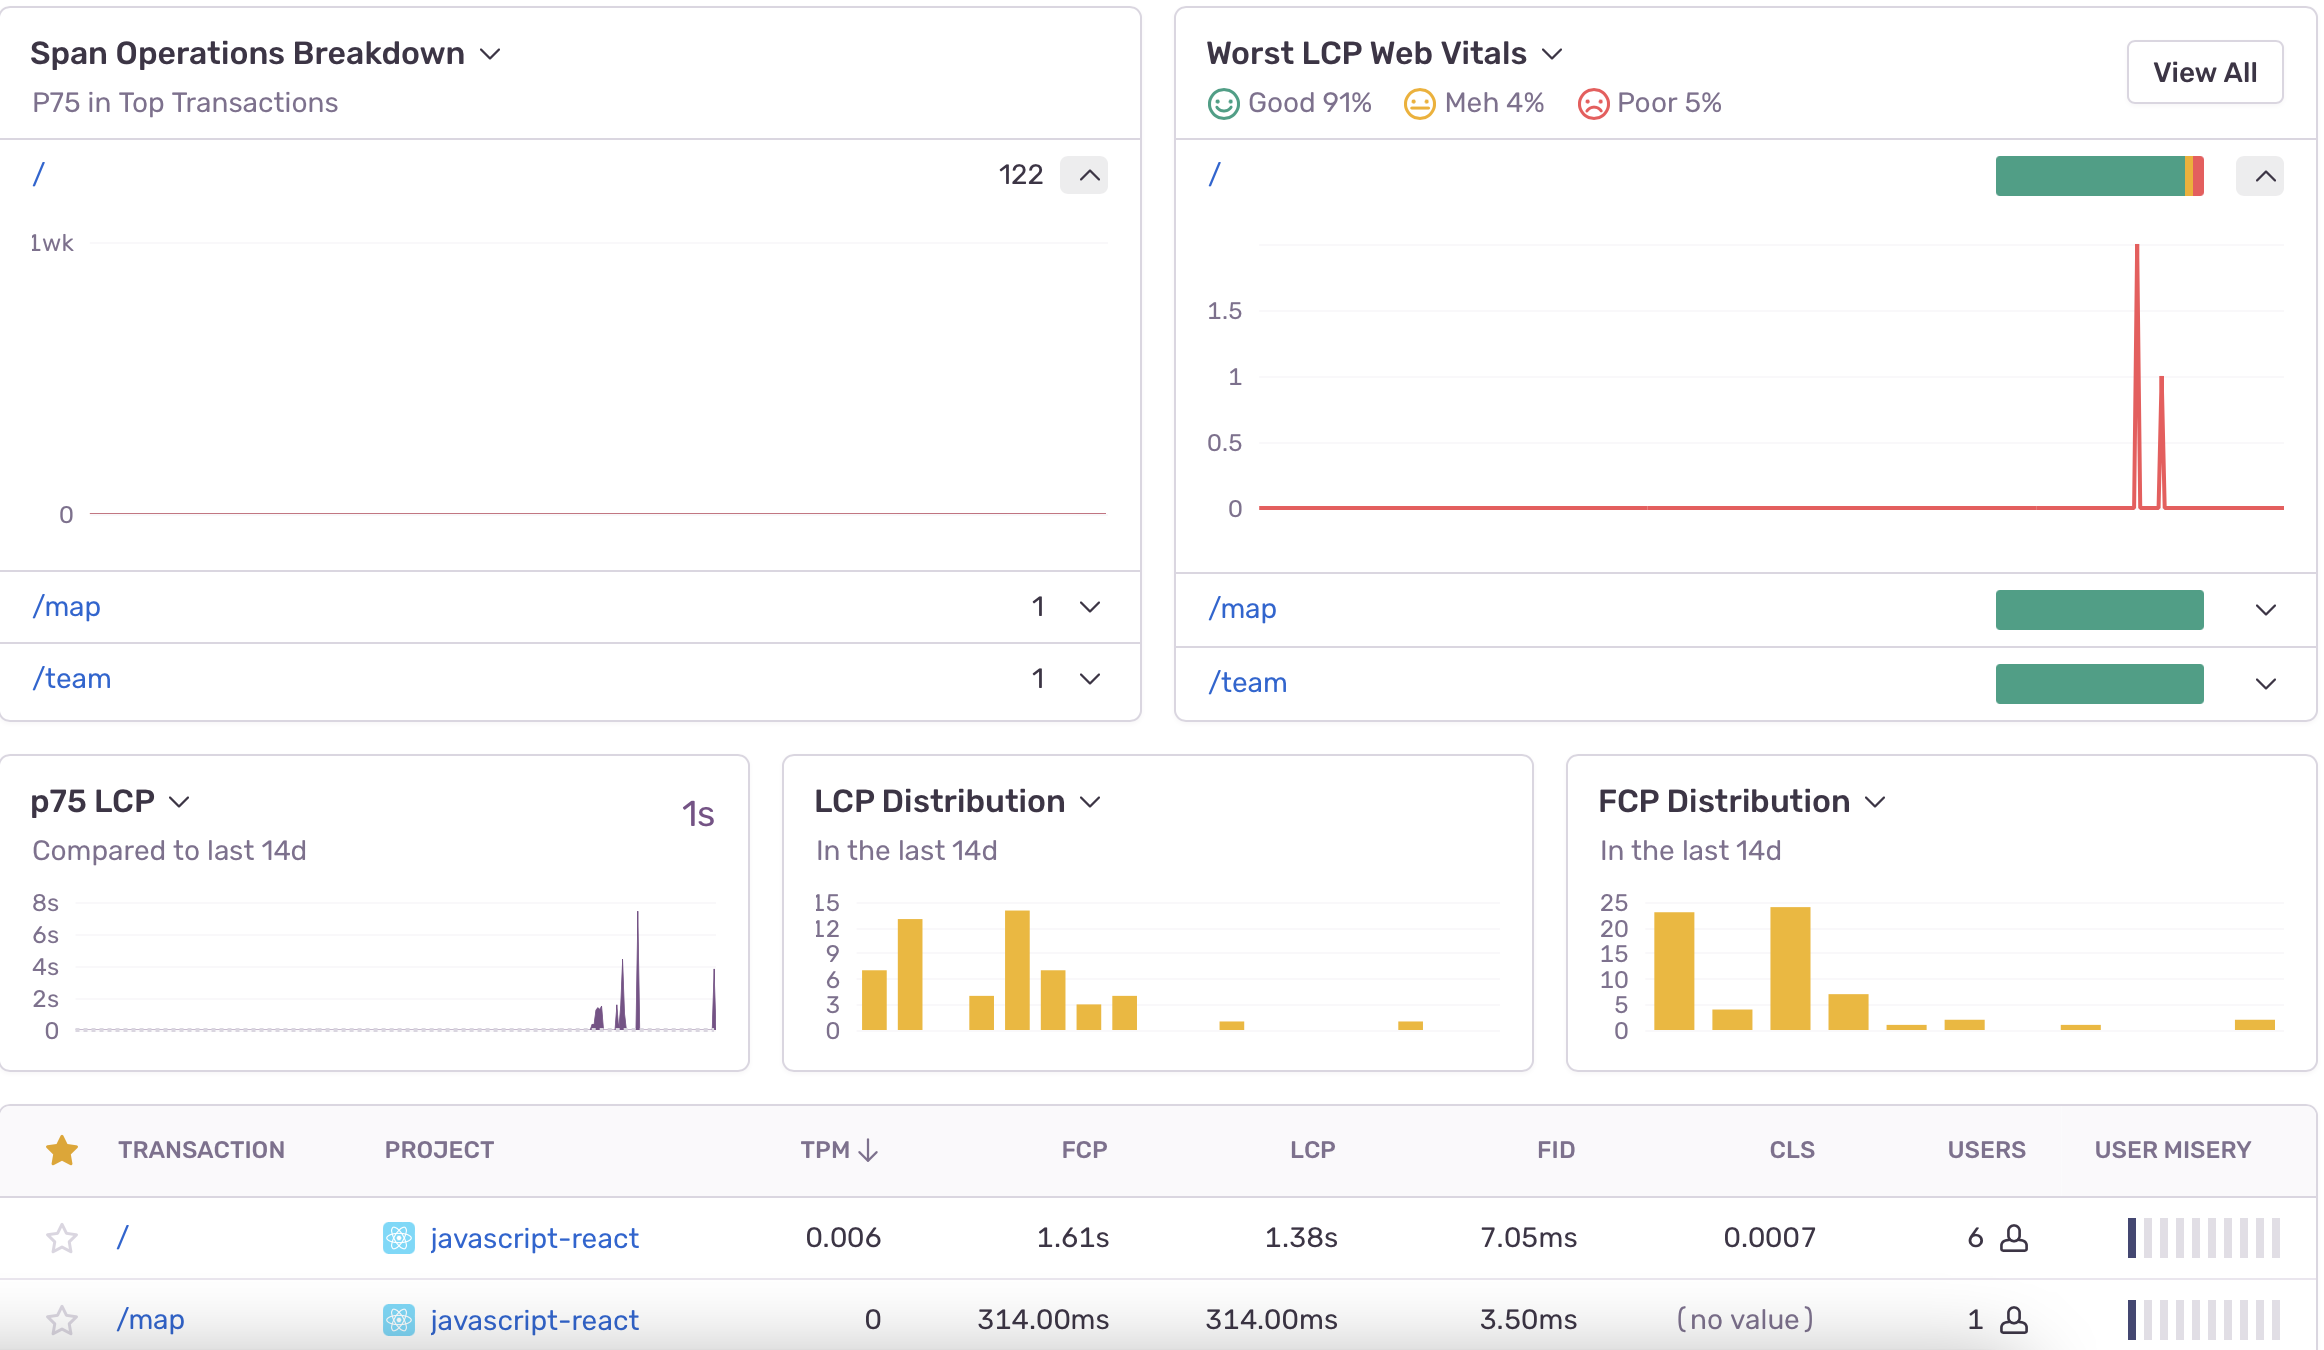 Span Operations Breakdown
P75 in Top Transactions
/ 122
1wk
0
/map 1
/team 1
Worst LCP Web Vitals
Good 91% Meh 4% Poor 5%
View All
/
1.5
1
0.5
0
/map
/team
p75 LCP
1s
Compared to last 14d
8s
6s
4s
2s
0
LCP Distribution
In the last 14d
15
12
9
6
3
0
FCP Distribution
In the last 14d
25
20
15
10
5
0
TRANSACTION PROJECT TPM FCP LCP FID CLS USERS USER MISERY
/ javascript-react 0.006 1.61s 1.38s 7.05ms 0.0007 6
/map javascript-react 0 314.00ms 314.00ms 3.50ms (no value) 1